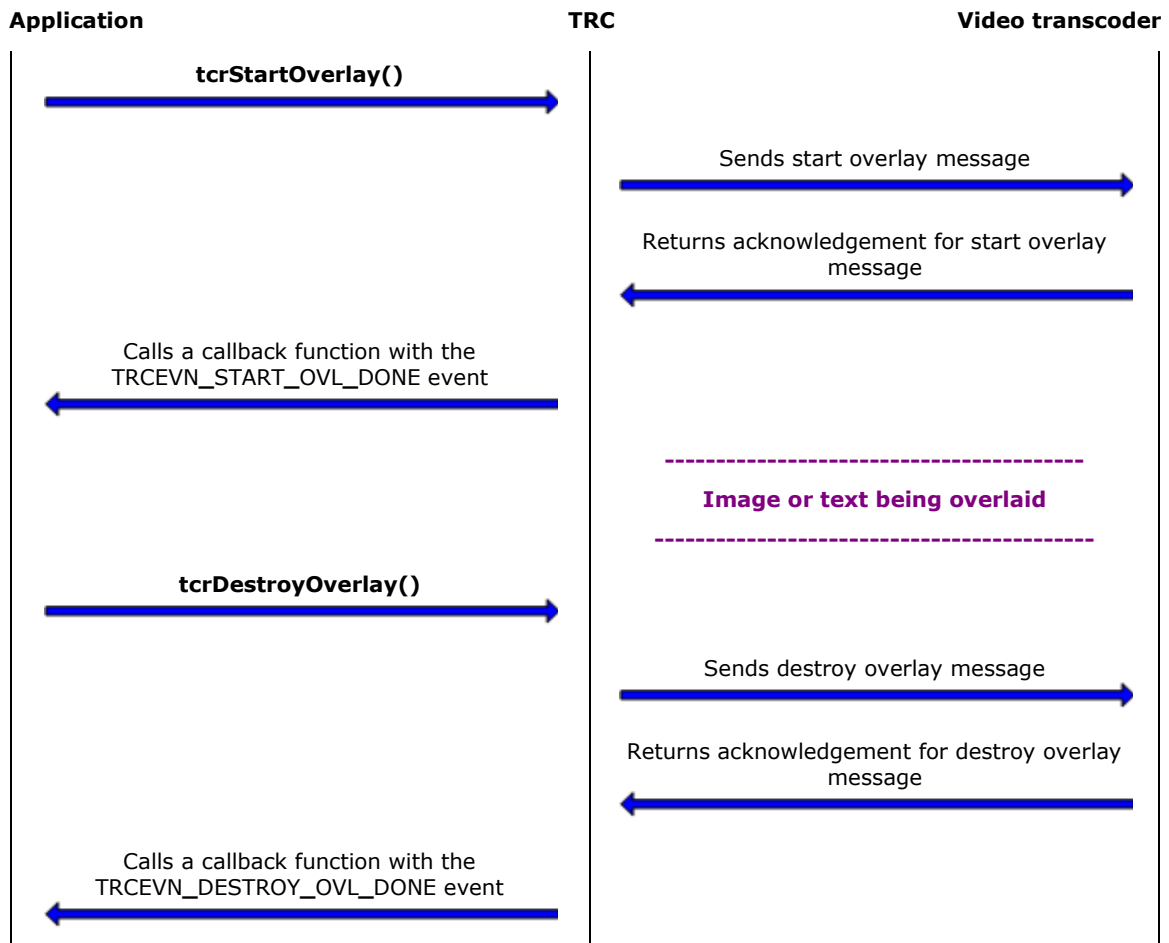 Application TRC Video transcoder
tcrStartOverlay()
Sends start overlay message
Returns acknowledgement for start overlay
message
Calls a callback function with the
TRCEVN_START_OVL_DONE event
--------------------------------------------
Image or text being overlaid
--------------------------------------------
tcrDestroyOverlay()
Sends destroy overlay message
Returns acknowledgement for destroy overlay
message
Calls a callback function with the
TRCEVN_DESTROY_OVL_DONE event